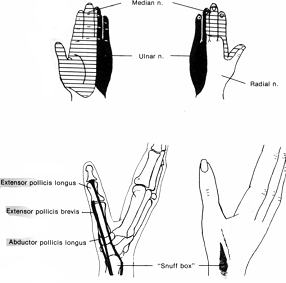 Median n.
Ulnar n.
Radial n.
Extensor pollicis longus
Extensor pollicis brevis
Abductor pollicis longus
"Snuff box"